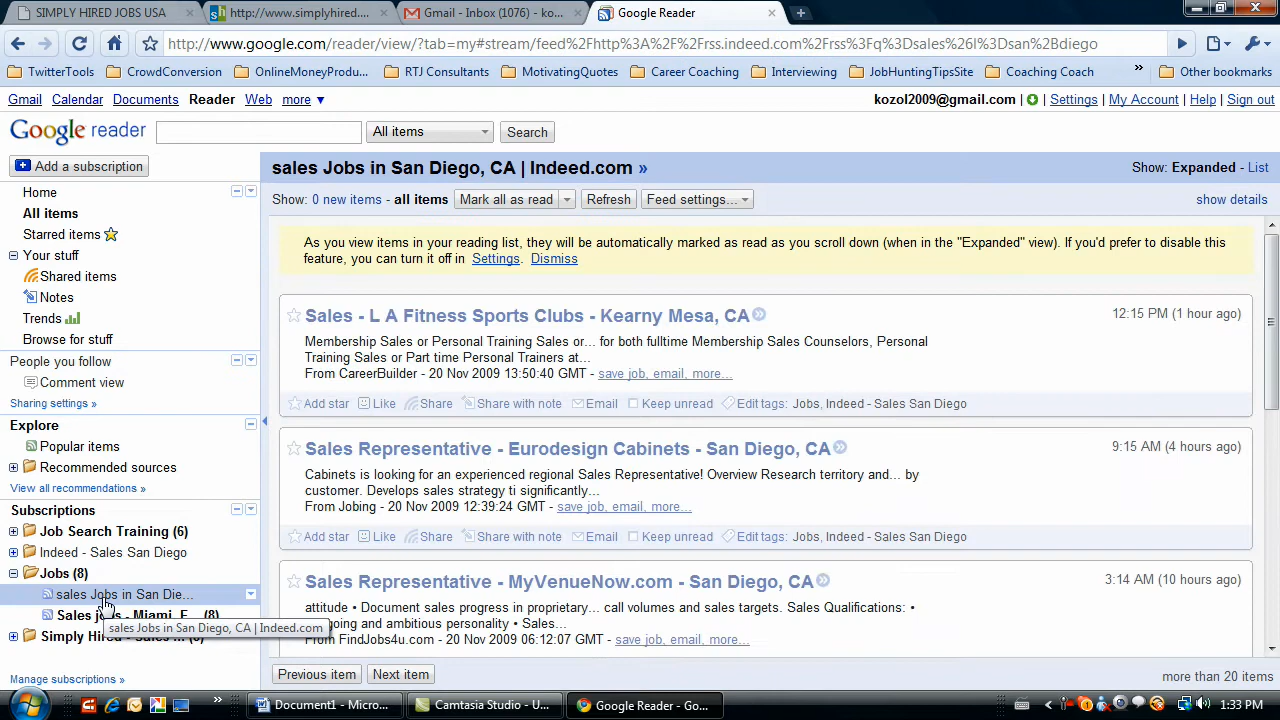 SIMPLY HIRED JOBS USA
http://www.simplyhired....
Gmail - Inbox (1076) - ko...
Google Reader
http://www.google.com/reader/view/?tab=my#stream/feed%2Fhttp%3A%2F%2Frss.indeed.com%2Frss%3Fq%3Dsales%26l%3Dsan%2Bdiego
TwitterTools CrowdConversion OnlineMoneyProdu... RTJ Consultants MotivatingQuotes Career Coaching Interviewing JobHuntingTipsSite Coaching Coach » Other bookmarks
Gmail Calendar Documents Reader Web more ▼
kozol2009@gmail.com | Settings | My Account | Help | Sign out
Google reader
All items
Search
Add a subscription
Home
All items
Starred items
Your stuff
Shared items
Notes
Trends
Browse for stuff
People you follow
Comment view
Sharing settings »
Explore
Popular items
Recommended sources
View all recommendations »
Subscriptions
Job Search Training (6)
Indeed - Sales San Diego
Jobs (8)
sales Jobs in San Die...
(8)
sales Jobs in San Diego, CA | Indeed.com
Manage subscriptions »
sales Jobs in San Diego, CA | Indeed.com »
Show: Expanded - List
Show: 0 new items - all items
Mark all as read
Refresh
Feed settings...
show details
As you view items in your reading list, they will be automatically marked as read as you scroll down (when in the "Expanded" view). If you'd prefer to disable this
feature, you can turn it off in Settings. Dismiss
Sales - L A Fitness Sports Clubs - Kearny Mesa, CA
12:15 PM (1 hour ago)
Membership Sales or Personal Training Sales or... for both fulltime Membership Sales Counselors, Personal
Training Sales or Part time Personal Trainers at...
From CareerBuilder - 20 Nov 2009 13:50:40 GMT - save job, email, more...
Add star Like Share Share with note Email Keep unread Edit tags: Jobs, Indeed - Sales San Diego
Sales Representative - Eurodesign Cabinets - San Diego, CA
9:15 AM (4 hours ago)
Cabinets is looking for an experienced regional Sales Representative! Overview Research territory and... by
customer. Develops sales strategy ti significantly...
From Jobing - 20 Nov 2009 12:39:24 GMT - save job, email, more...
Add star Like Share Share with note Email Keep unread Edit tags: Jobs, Indeed - Sales San Diego
Sales Representative - MyVenueNow.com - San Diego, CA
3:14 AM (10 hours ago)
attitude • Document sales progress in proprietary... call volumes and sales targets. Sales Qualifications: •
going and ambitious personality • Sales...
From FindJobs4u.com - 20 Nov 2009 06:12:07 GMT - save job, email, more...
Previous item
Next item
more than 20 items
Document1 - Micro...
Camtasia Studio - U...
Google Reader - Go...
1:33 PM